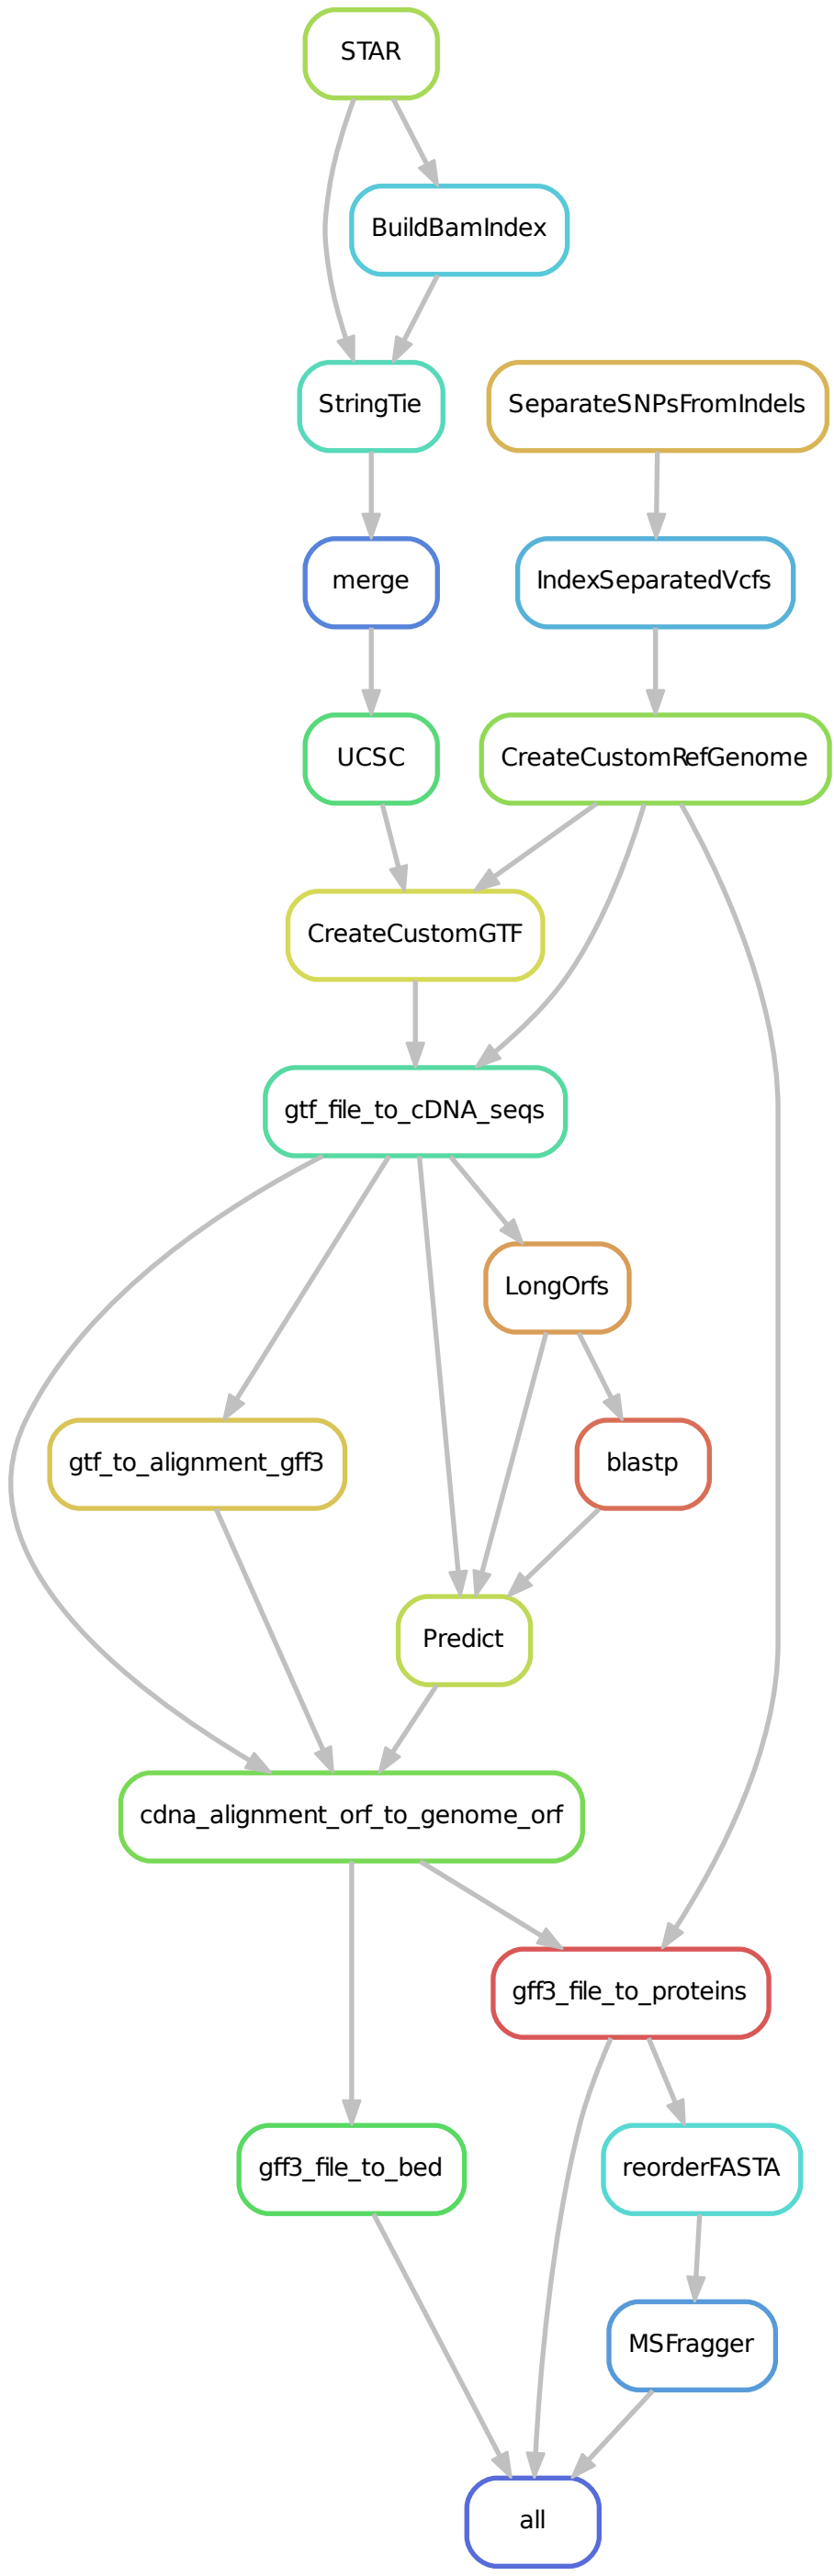 STAR
BuildBamIndex
StringTie
SeparateSNPsFromIndels
merge
IndexSeparatedVcfs
UCSC
CreateCustomRefGenome
CreateCustomGTF
gtf_file_to_cDNA_seqs
LongOrfs
gtf_to_alignment_gff3
blastp
Predict
cdna_alignment_orf_to_genome_orf
gff3_file_to_proteins
gff3_file_to_bed
reorderFASTA
MSFragger
all